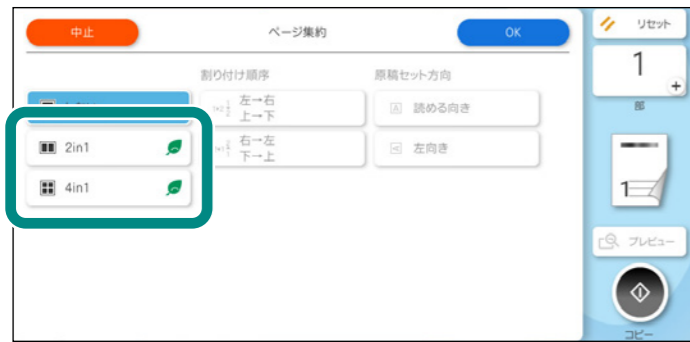 中止
ページ集約
OK
リセット
割り付け順序
原稿セット方向
1
+
部
左→右
上→下
読める向き
2in1
右→左
下→上
左向き
4in1
1
プレビュー
コピー